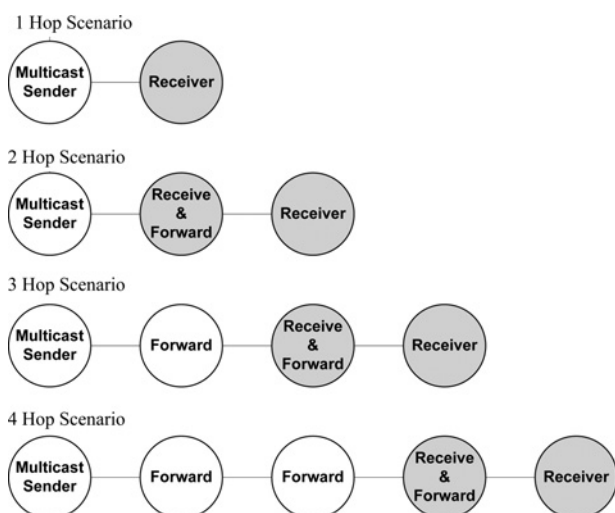 1 Hop Scenario
Multicast
Sender
Receiver
2 Hop Scenario
Multicast
Sender
Receive
&
Forward
Receiver
3 Hop Scenario
Multicast
Sender
Forward
Receive
&
Forward
Receiver
4 Hop Scenario
Multicast
Sender
Forward
Forward
Receive
&
Forward
Receiver